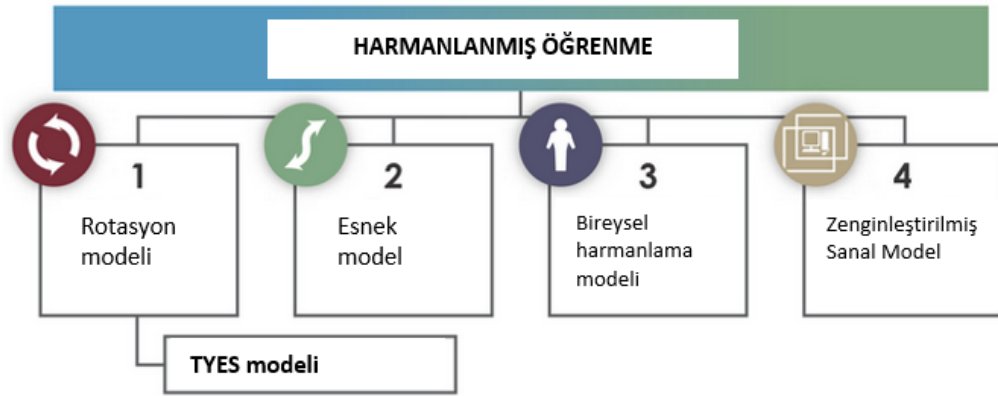 HARMANLANMIŞ ÖĞRENME
1
Rotasyon
modeli
2
Esnek
model
3
Bireysel
harmanlama
modeli
4
Zenginleştirilmiş
Sanal Model
TYES modeli